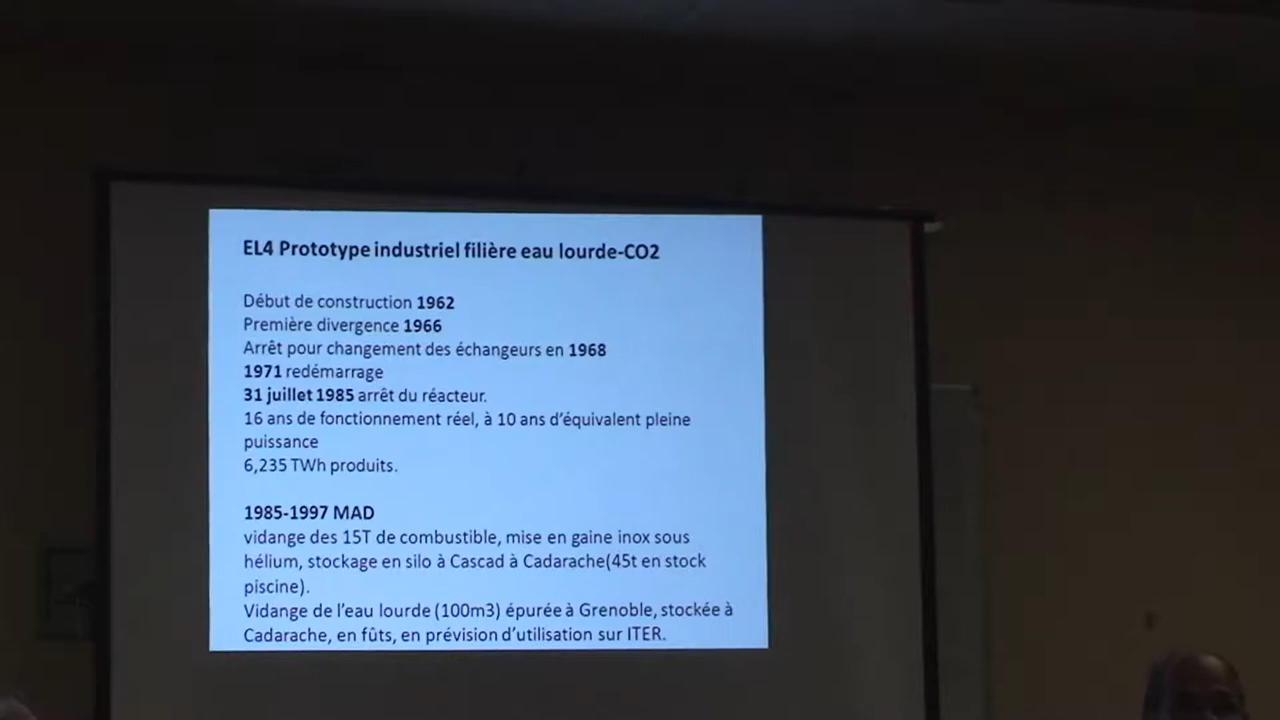 EL4 Prototype industriel filière eau lourde-CO2
Début de construction 1962
Première divergence 1966
Arrêt pour changement des échangeurs en 1968
1971 redémarrage
31 juillet 1985 arrêt du réacteur.
16 ans de fonctionnement réel, à 10 ans d'équivalent pleine
puissance
6,235 TWh produits.
1985-1997 MAD
vidange des 15T de combustible, mise en gaine inox sous
hélium, stockage en silo à Cascad à Cadarache(45t en stock
piscine).
Vidange de l'eau lourde (100m3) épurée à Grenoble, stockée à
Cadarache, en fûts, en prévision d'utilisation sur ITER.